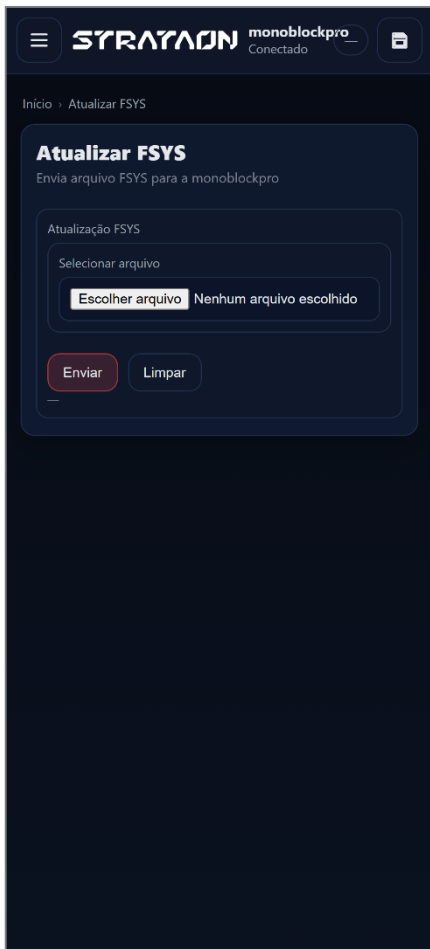 STRATAON
monoblockpro
Conectado
—
Início › Atualizar FSYS
Atualizar FSYS
Envia arquivo FSYS para a monoblockpro
Atualização FSYS
Selecionar arquivo
Escolher arquivo Nenhum arquivo escolhido
Enviar
Limpar
—